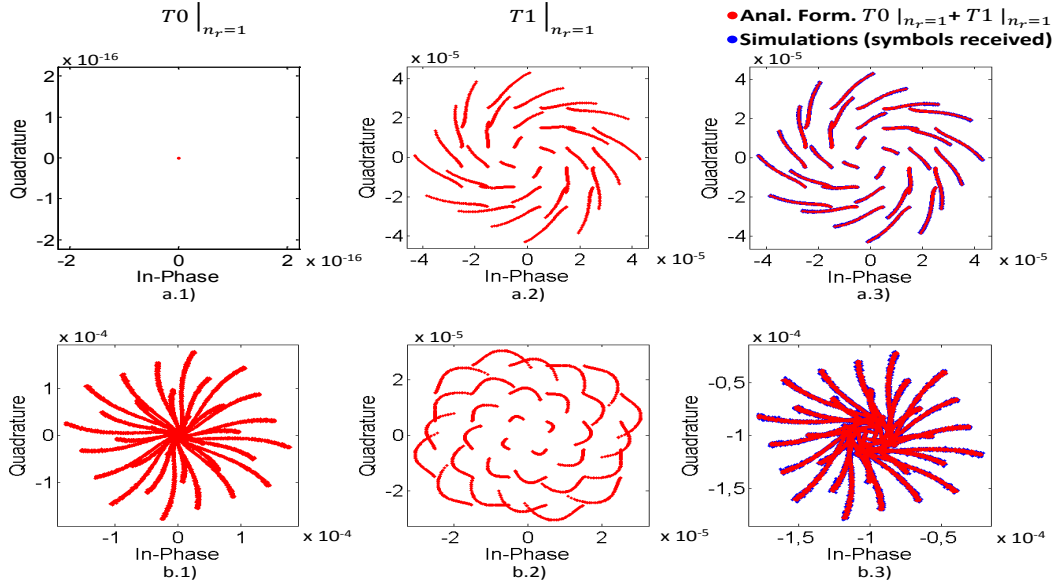 T0 |nr=1
T1 |nr=1
Anal. Form. T0 |nr=1 + T1 |nr=1
Simulations (symbols received)
x 10-16
2
1
0
-1
-2
Quadrature
-2 0 2 x 10-16
In-Phase
a.1)
x 10-5
4
2
0
-2
-4
Quadrature
-4 -2 0 2 4 x 10-5
In-Phase
a.2)
x 10-5
4
2
0
-2
-4
Quadrature
-4 -2 0 2 4 x 10-5
In-Phase
a.3)
x 10-4
1
0
-1
Quadrature
-1 0 1 x 10-4
In-Phase
b.1)
x 10-5
2
0
-2
Quadrature
-2 0 2 x 10-5
In-Phase
b.2)
x 10-4
-0,5
-1
-1,5
Quadrature
-1,5 -1 -0,5 x 10-4
In-Phase
b.3)